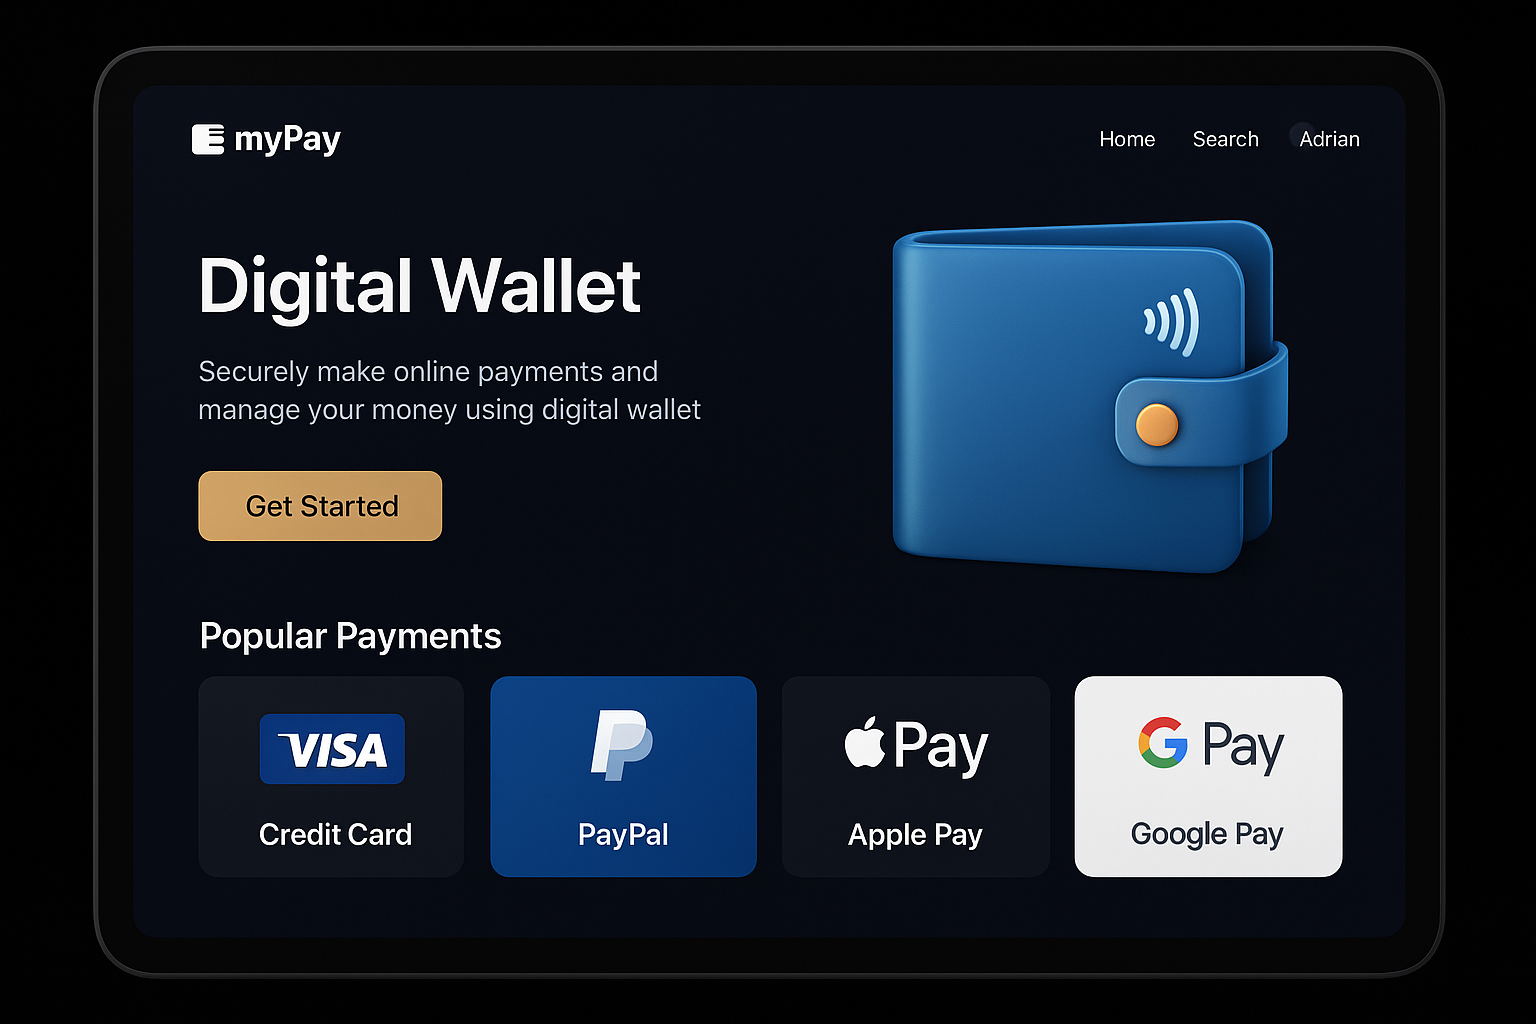 myPay
Home
Search
Adrian
Digital Wallet
Securely make online payments and
manage your money using digital wallet
Get Started
Popular Payments
VISA
Credit Card
PayPal
Pay
Apple Pay
G Pay
Google Pay